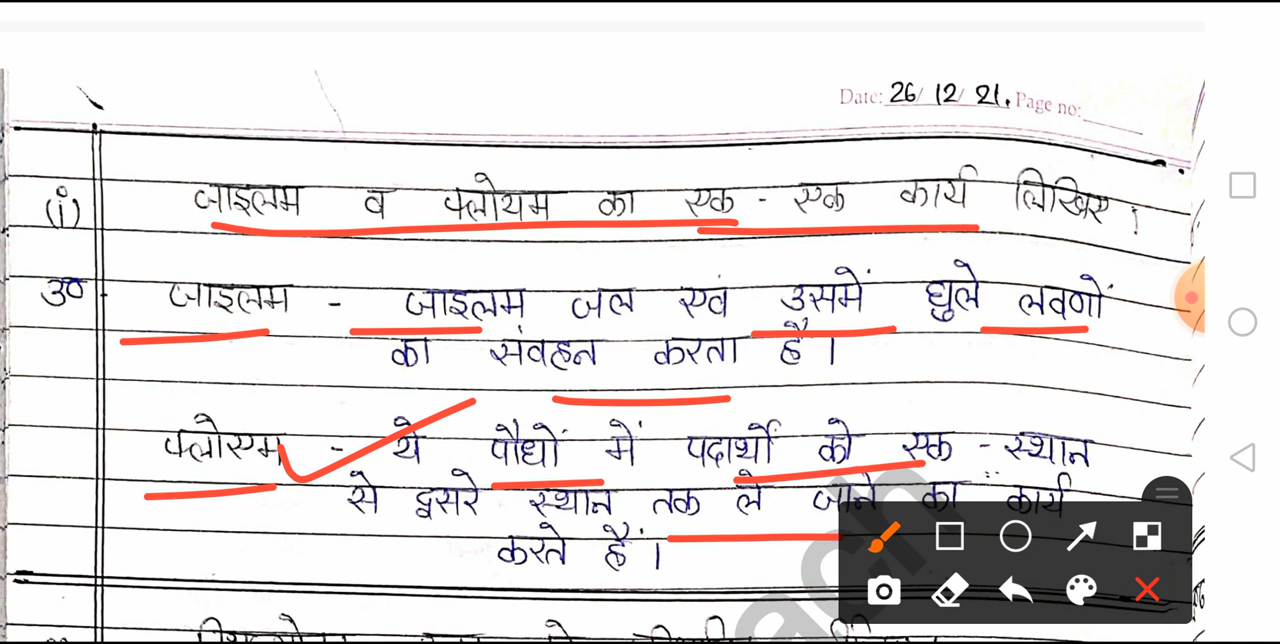 Date: 26/12/21. Page no:
(i) जाइलम व फ्लोयम का एक - एक कार्य लिखिए।
उ० जाइलम - जाइलम जल एवं उसमें घुले लवणों
का संवहन करता है।
फ्लोएम - ये पौधों में पदार्थो को एक - स्थान
से दूसरे स्थान तक ले जाने का कार्य
करते हैं।